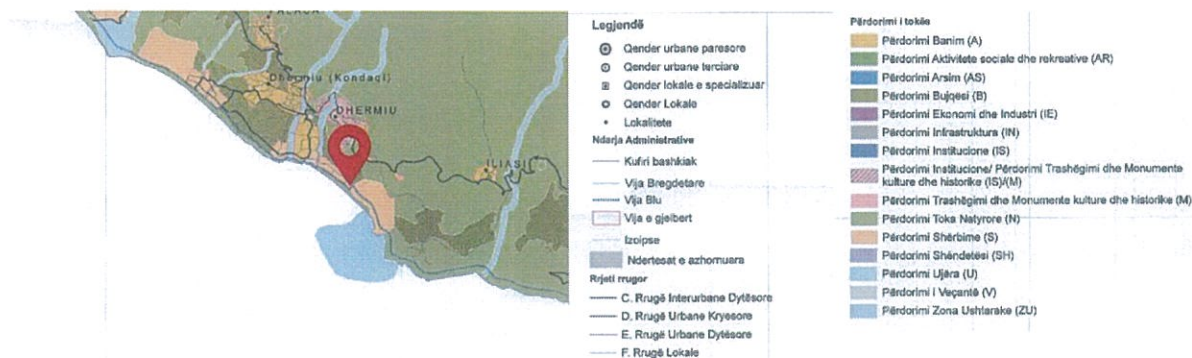 Dhermiu (Kondaqi)
DHERMIU
ILIASI
Legjendë
Qender urbane paresore
Qender urbane terciare
Qender lokale e specializuar
Qender Lokale
Lokalitete
Ndarja Administrative
Kufiri bashkiak
Vija Bregdetare
Vija Blu
Vija e gjelbert
Izoipse
Ndertesat e azhornuara
Rrjeti rrugor
C. Rrugë Interurbane Dytësore
D. Rrugë Urbane Kryesore
E. Rrugë Urbane Dytësore
F. Rrugë Lokale
Përdorimi i tokës
Përdorimi Banim (A)
Përdorimi Aktivitete sociale dhe rekreative (AR)
Përdorimi Arsim (AS)
Përdorimi Bujqësi (B)
Përdorimi Ekonomi dhe Industri (IE)
Përdorimi Infrastruktura (IN)
Përdorimi Institucione (IS)
Përdorimi Institucione/ Përdorimi Trashëgimi dhe Monumente
kulture dhe historike (IS)/(M)
Përdorimi Trashëgimi dhe Monumente kulture dhe historike (M)
Përdorimi Toka Natyrore (N)
Përdorimi Shërbime (S)
Përdorimi Shëndetësi (SH)
Përdorimi Ujëra (U)
Përdorimi i Veçantë (V)
Përdorimi Zona Ushtarake (ZU)